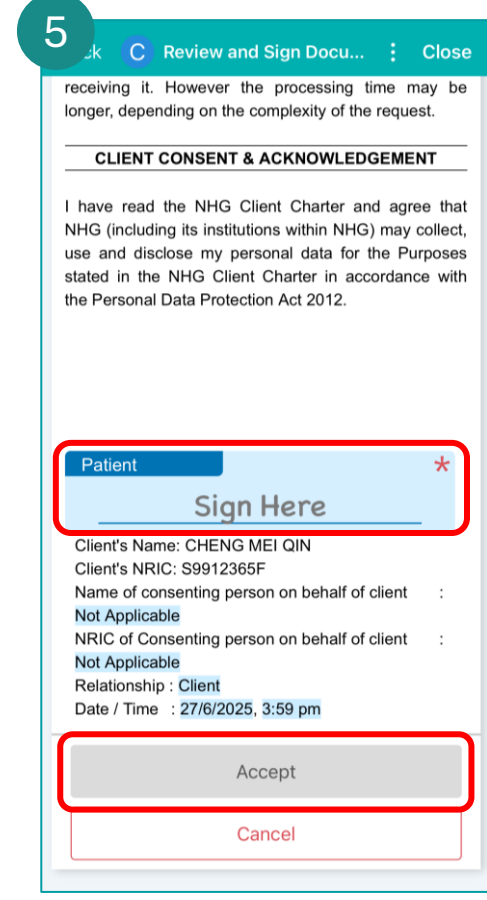 5
ck C Review and Sign Docu... ⋮ Close
receiving it. However the processing time may be
longer, depending on the complexity of the request.
CLIENT CONSENT & ACKNOWLEDGEMENT
I have read the NHG Client Charter and agree that
NHG (including its institutions within NHG) may collect,
use and disclose my personal data for the Purposes
stated in the NHG Client Charter in accordance with
the Personal Data Protection Act 2012.
Patient *
Sign Here
Client's Name: CHENG MEI QIN
Client's NRIC: S9912365F
Name of consenting person on behalf of client :
Not Applicable
NRIC of Consenting person on behalf of client :
Not Applicable
Relationship : Client
Date / Time : 27/6/2025, 3:59 pm
Accept
Cancel